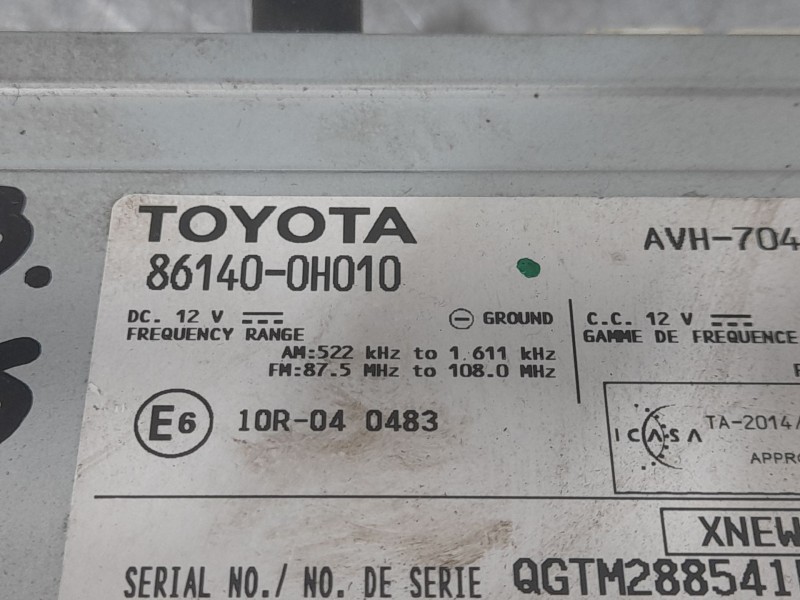 TOYOTA
86140-0H010
AVH-704
DC. 12 V
GROUND
FREQUENCY RANGE
AM:522 kHz to 1.611 kHz
FM:87.5 MHz to 108.0 MHz
C.C. 12 V
GAMME DE FREQUENCE
E6 10R-04 0483
ICASA
TA-2014/
APPRO
XNEW
SERIAL NO./ NO. DE SERIE QGTM288541